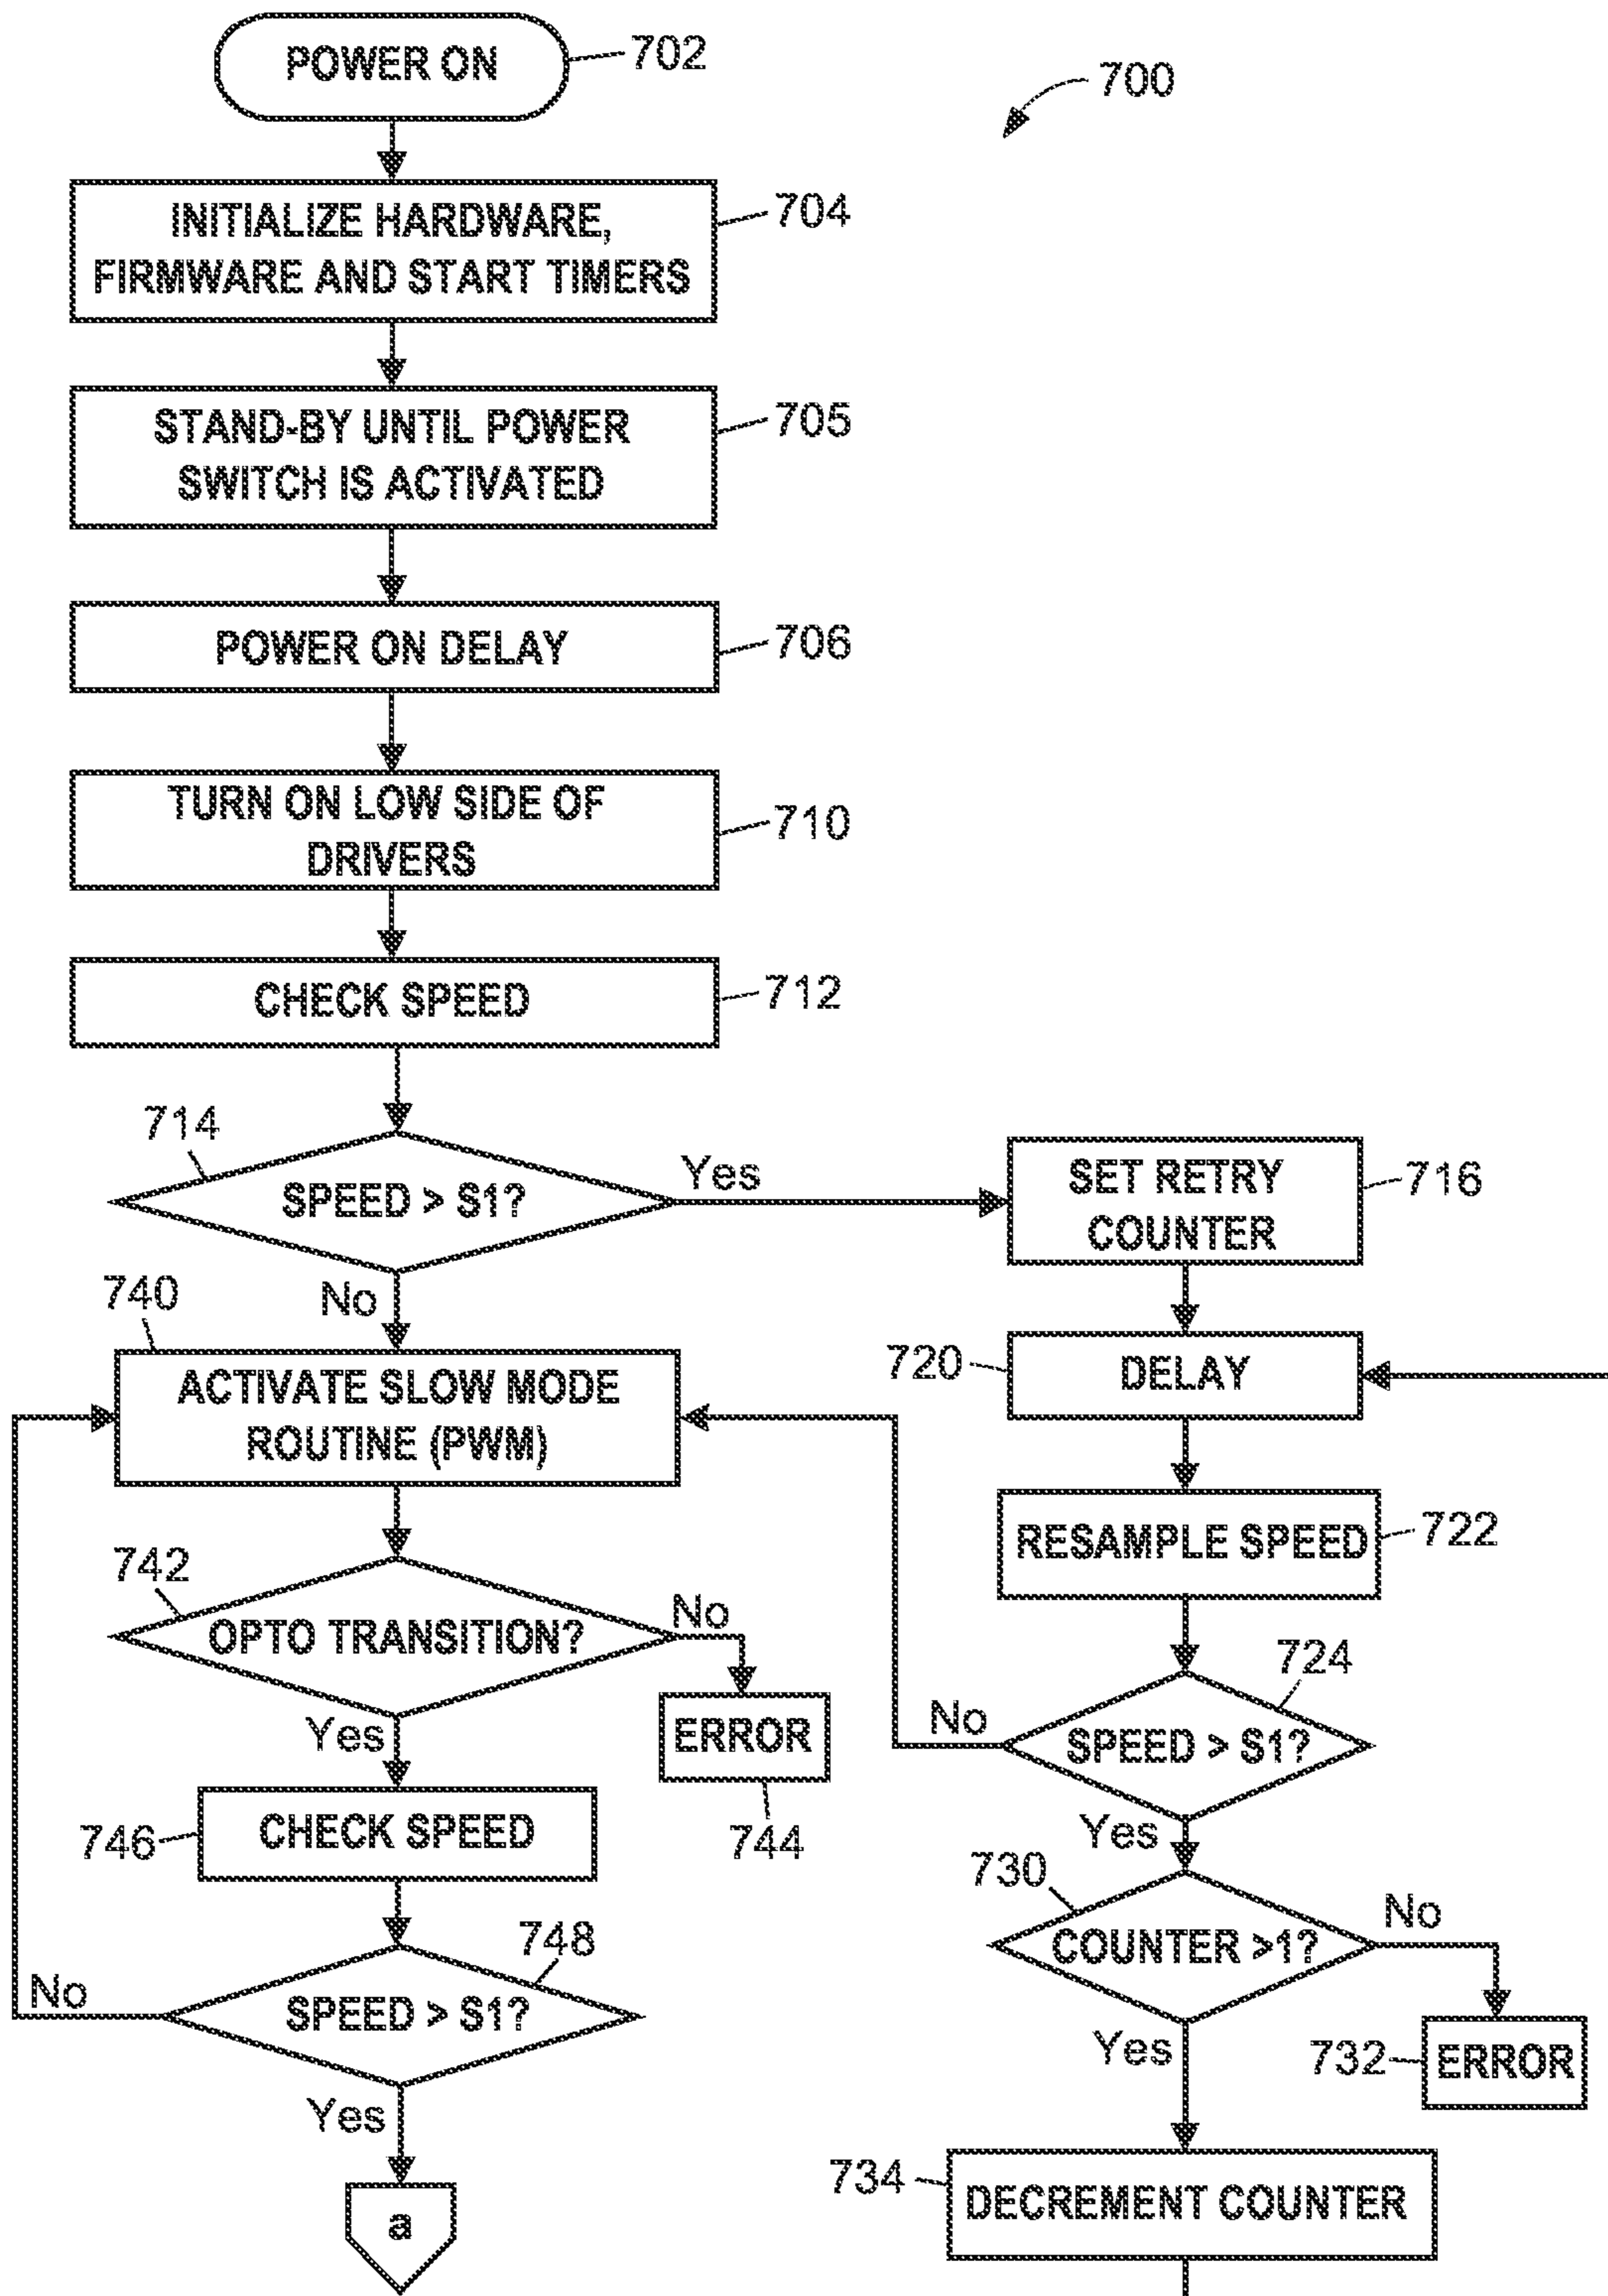 POWER ON
702
700
INITIALIZE HARDWARE,
FIRMWARE AND START TIMERS
704
STAND-BY UNTIL POWER
SWITCH IS ACTIVATED
705
POWER ON DELAY
706
TURN ON LOW SIDE OF
DRIVERS
710
CHECK SPEED
712
714
SPEED > S1?
Yes
No
SET RETRY
COUNTER
716
740
ACTIVATE SLOW MODE
ROUTINE (PWM)
720
DELAY
RESAMPLE SPEED
722
742
OPTO TRANSITION?
No
Yes
ERROR
744
724
SPEED > S1?
No
Yes
746
CHECK SPEED
730
COUNTER >1?
No
Yes
732
ERROR
748
SPEED > S1?
No
Yes
a
734
DECREMENT COUNTER